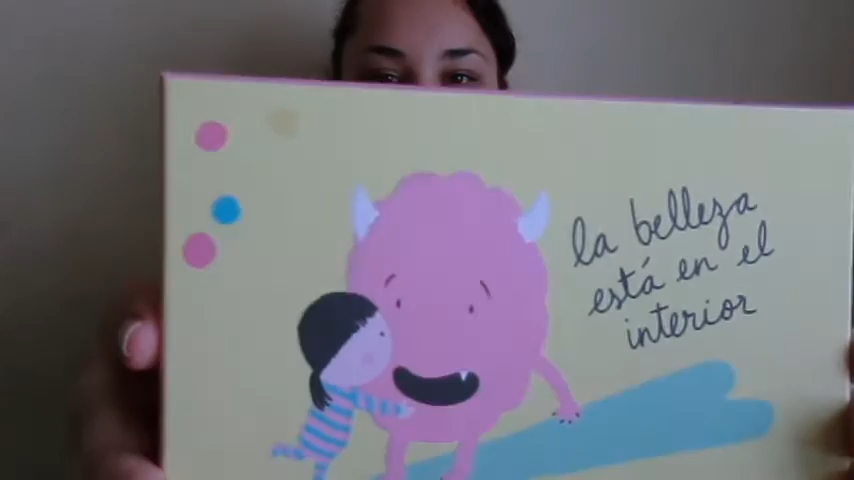 la belleza
está en el
interior